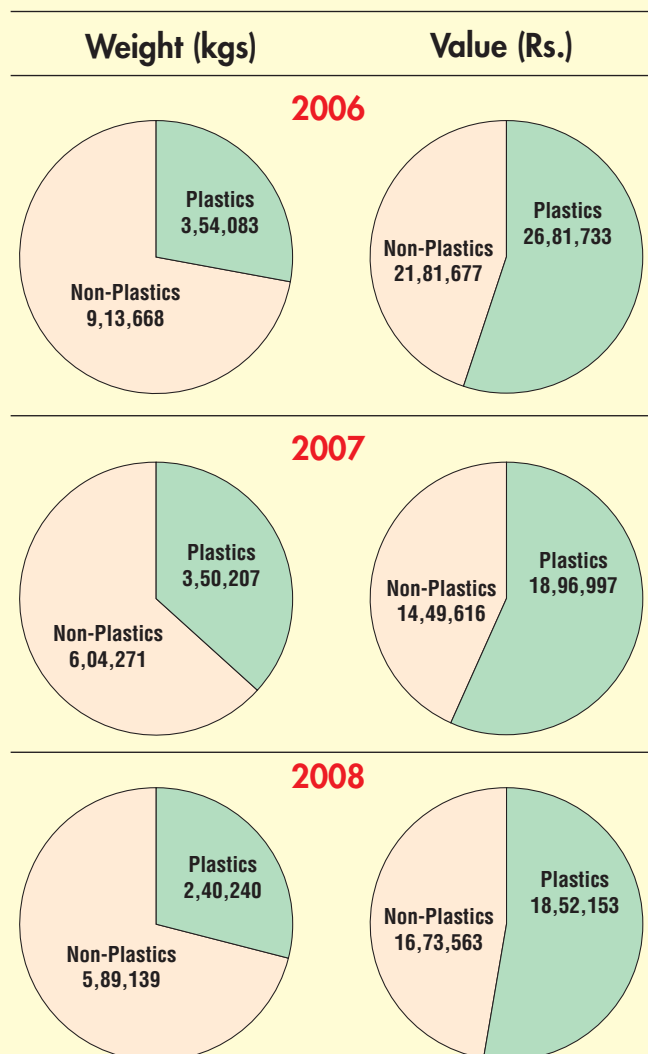 Weight (kgs)
Value (Rs.)
2006
Plastics
3,54,083
Non-Plastics
9,13,668
Plastics
26,81,733
Non-Plastics
21,81,677
2007
Plastics
3,50,207
Non-Plastics
6,04,271
Plastics
18,96,997
Non-Plastics
14,49,616
2008
Plastics
2,40,240
Non-Plastics
5,89,139
Plastics
18,52,153
Non-Plastics
16,73,563